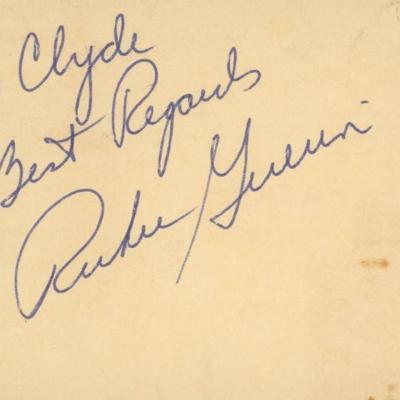 Clyde
Best Regards
Richie Guerin